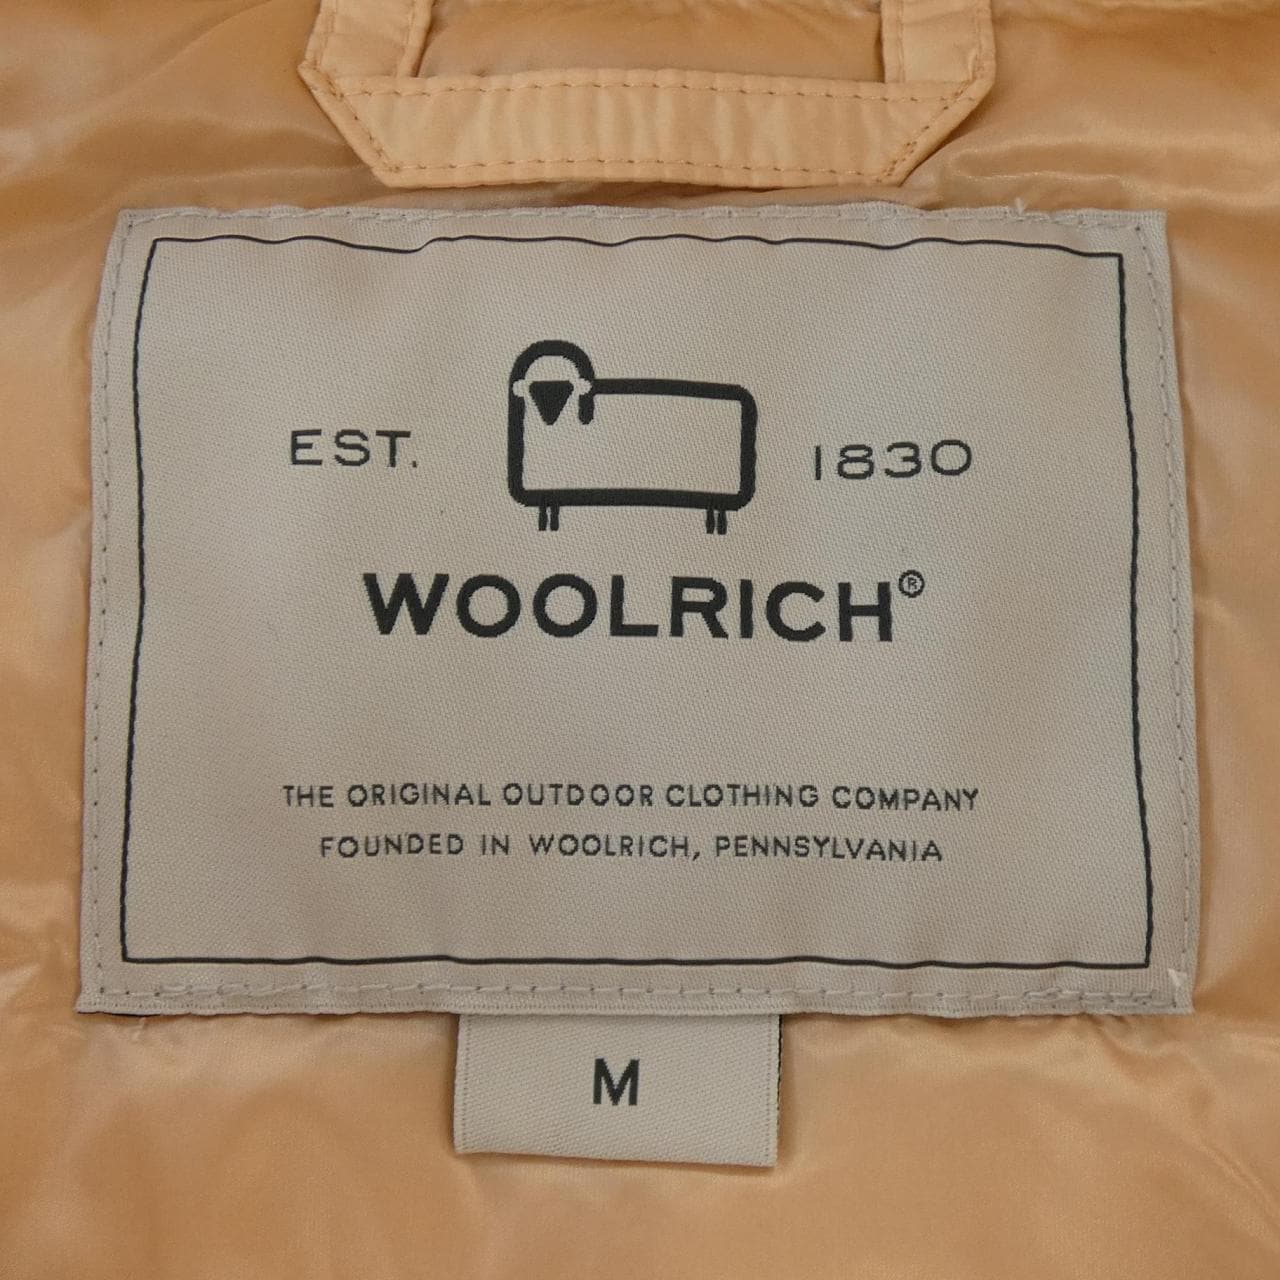 EST. 1830
WOOLRICH®
THE ORIGINAL OUTDOOR CLOTHING COMPANY
FOUNDED IN WOOLRICH, PENNSYLVANIA
M